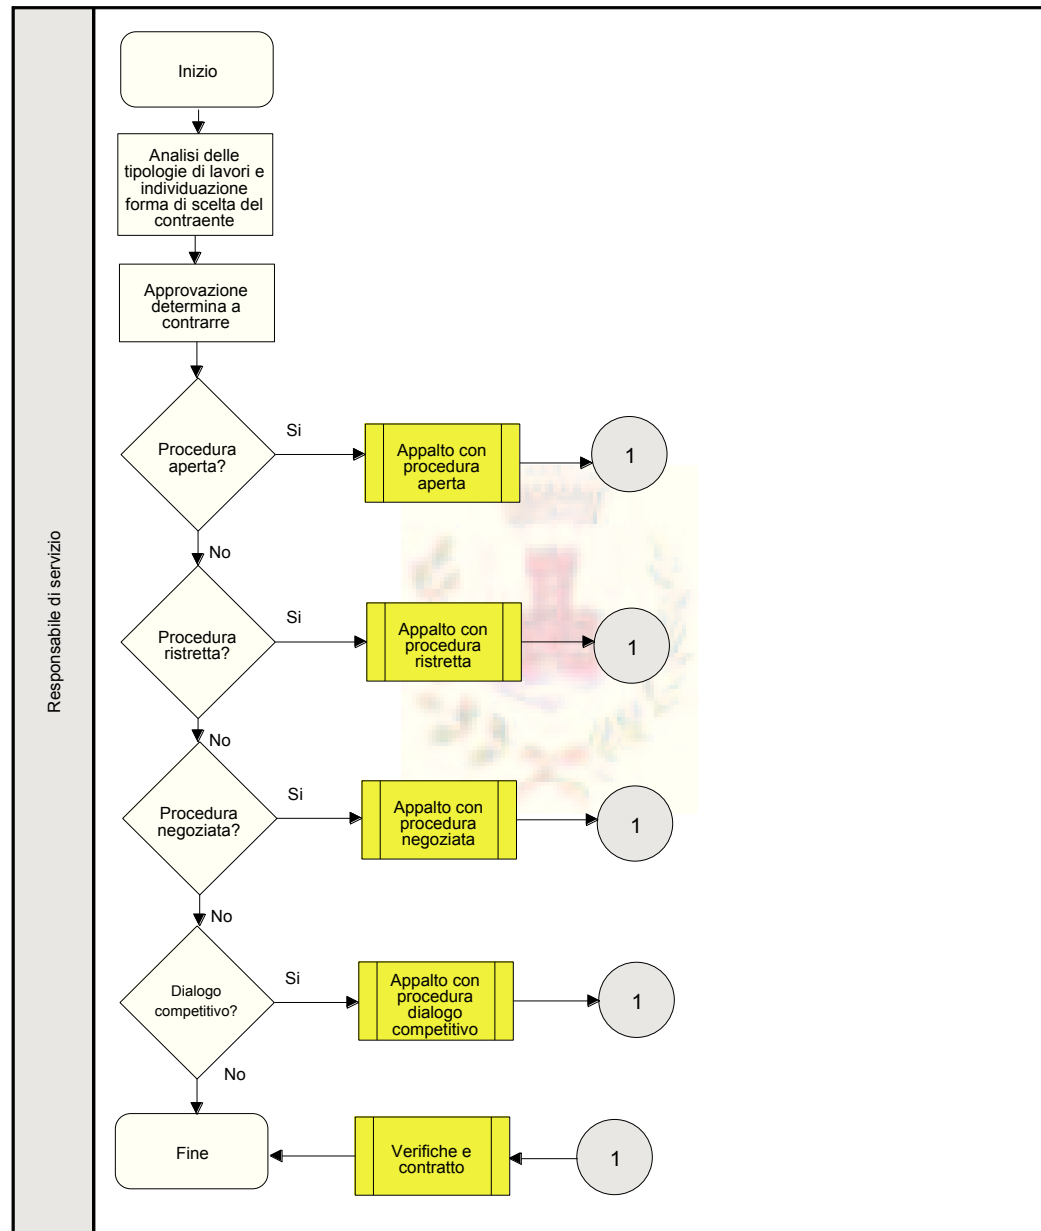 Responsabile di servizio
Inizio
Analisi delle
tipologie di lavori e
individuazione
forma di scelta del
contraente
Approvazione
determina a
contrarre
Procedura
aperta?
Si
Appalto con
procedura
aperta
1
No
Procedura
ristretta?
Si
Appalto con
procedura
ristretta
1
No
Procedura
negoziata?
Si
Appalto con
procedura
negoziata
1
No
Dialogo
competitivo?
Si
Appalto con
procedura
dialogo
competitivo
1
No
Fine
Verifiche e
contratto
1